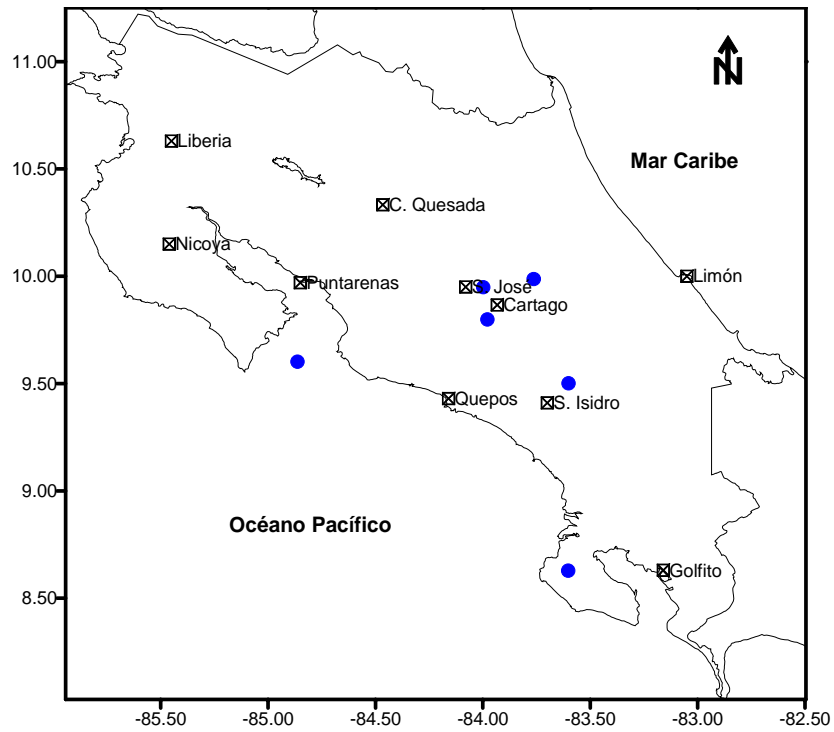 N
11.00
Liberia
10.50
Mar Caribe
C. Quesada
Nicoya
10.00
Puntarenas
S. Jose
Limón
Cartago
9.50
Quepos
S. Isidro
9.00
Océano Pacífico
8.50
Golfito
-85.50 -85.00 -84.50 -84.00 -83.50 -83.00 -82.50